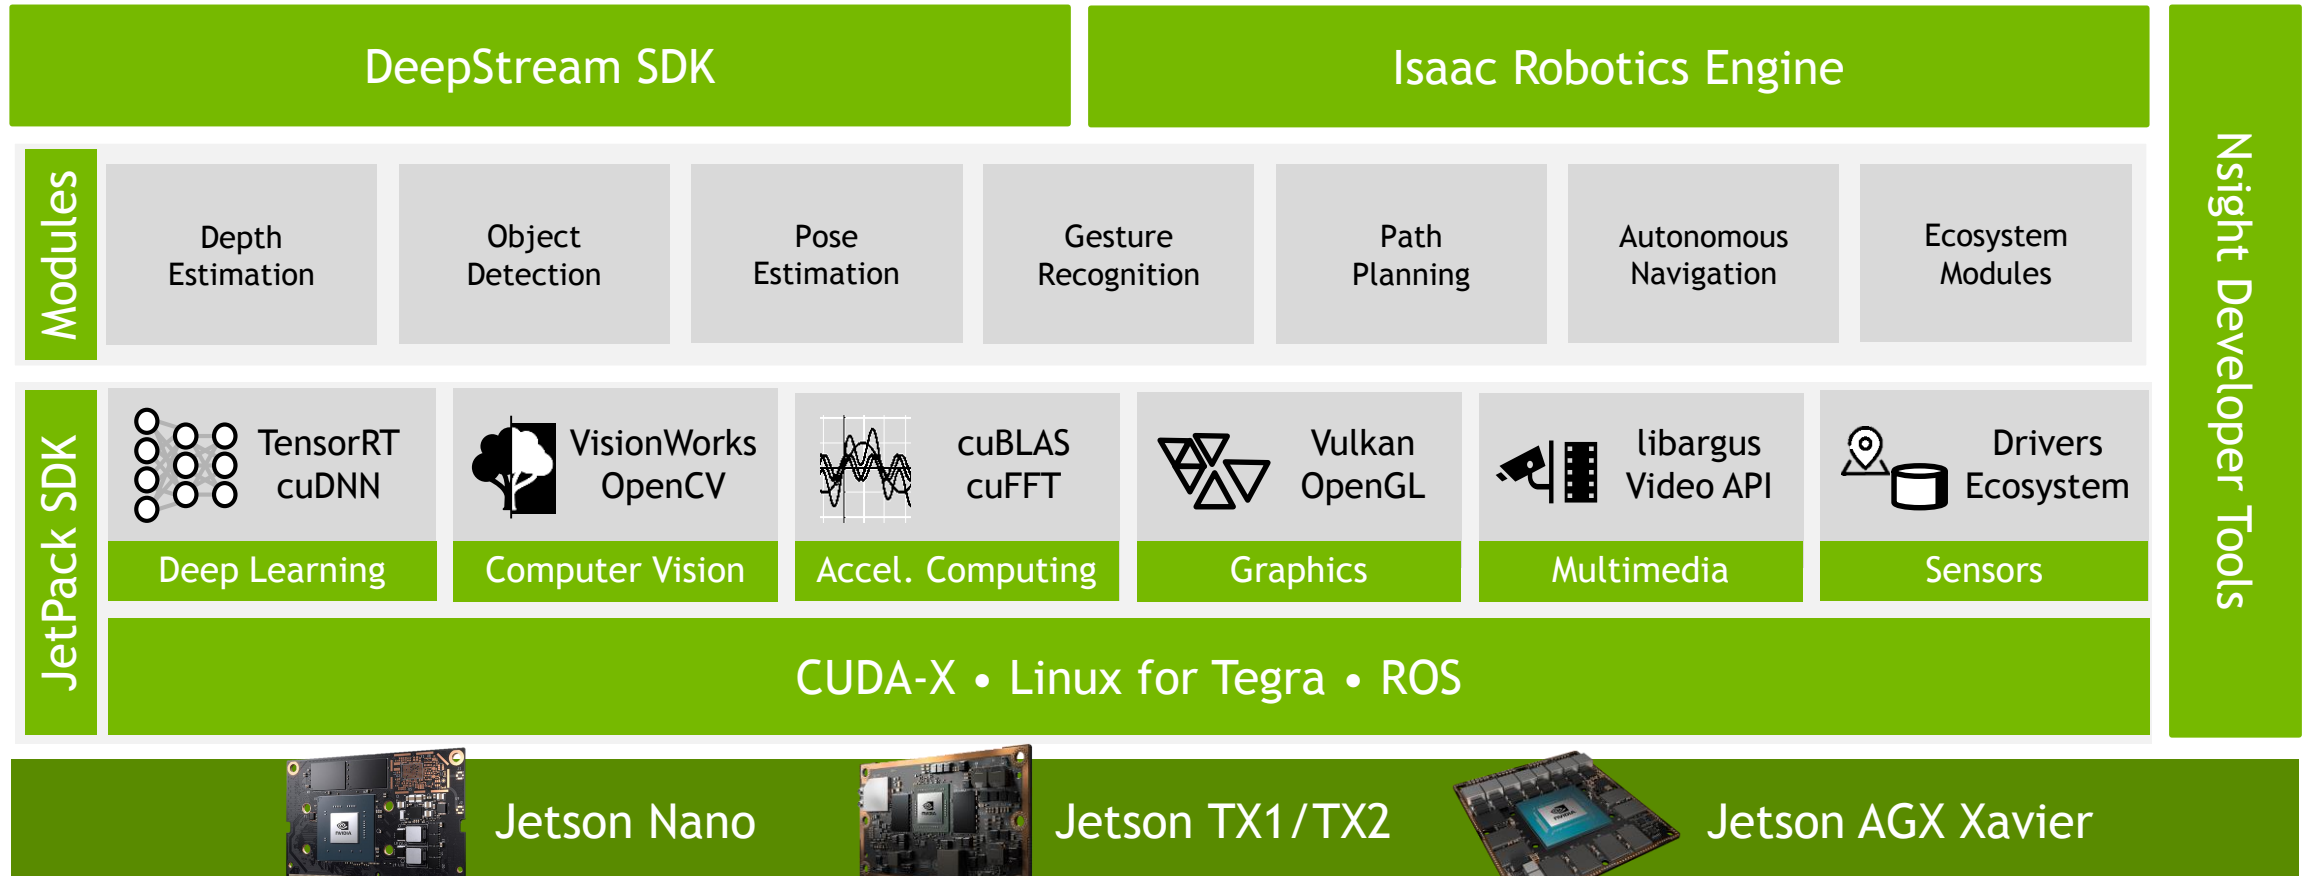 DeepStream SDK
Isaac Robotics Engine
Nsight Developer Tools
Modules
Depth
Estimation
Object
Detection
Pose
Estimation
Gesture
Recognition
Path
Planning
Autonomous
Navigation
Ecosystem
Modules
JetPack SDK
TensorRT
cuDNN
Deep Learning
VisionWorks
OpenCV
Computer Vision
cuBLAS
cuFFT
Accel. Computing
Vulkan
OpenGL
Graphics
libargus
Video API
Multimedia
Drivers
Ecosystem
Sensors
CUDA-X • Linux for Tegra • ROS
NVIDIA
Jetson Nano
NVIDIA
Jetson TX1/TX2
NVIDIA
Jetson AGX Xavier